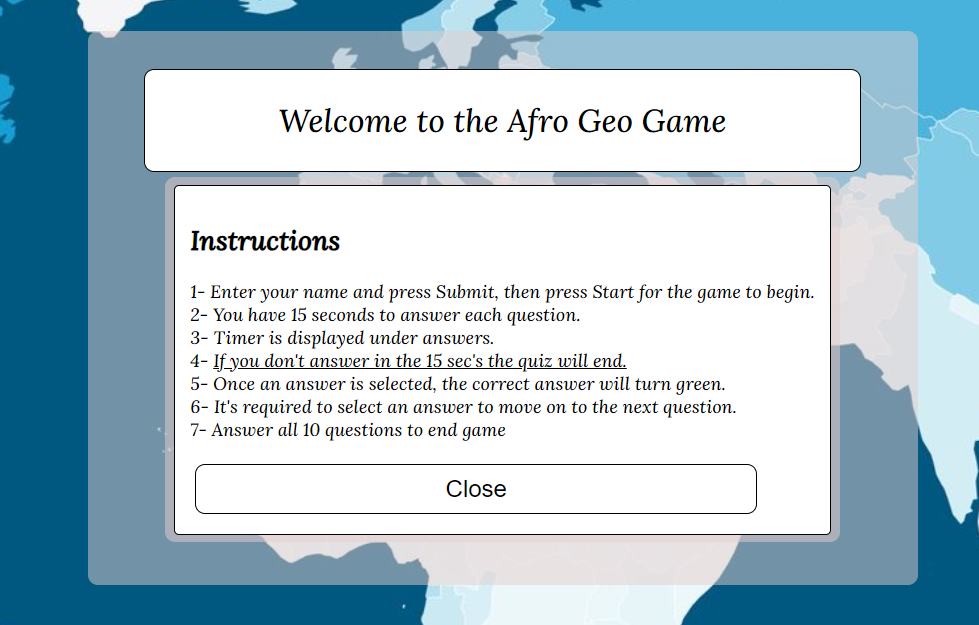 Welcome to the Afro Geo Game
Instructions
1- Enter your name and press Submit, then press Start for the game to begin.
2- You have 15 seconds to answer each question.
3- Timer is displayed under answers.
4- If you don't answer in the 15 sec's the quiz will end.
5- Once an answer is selected, the correct answer will turn green.
6- It's required to select an answer to move on to the next question.
7- Answer all 10 questions to end game
Close